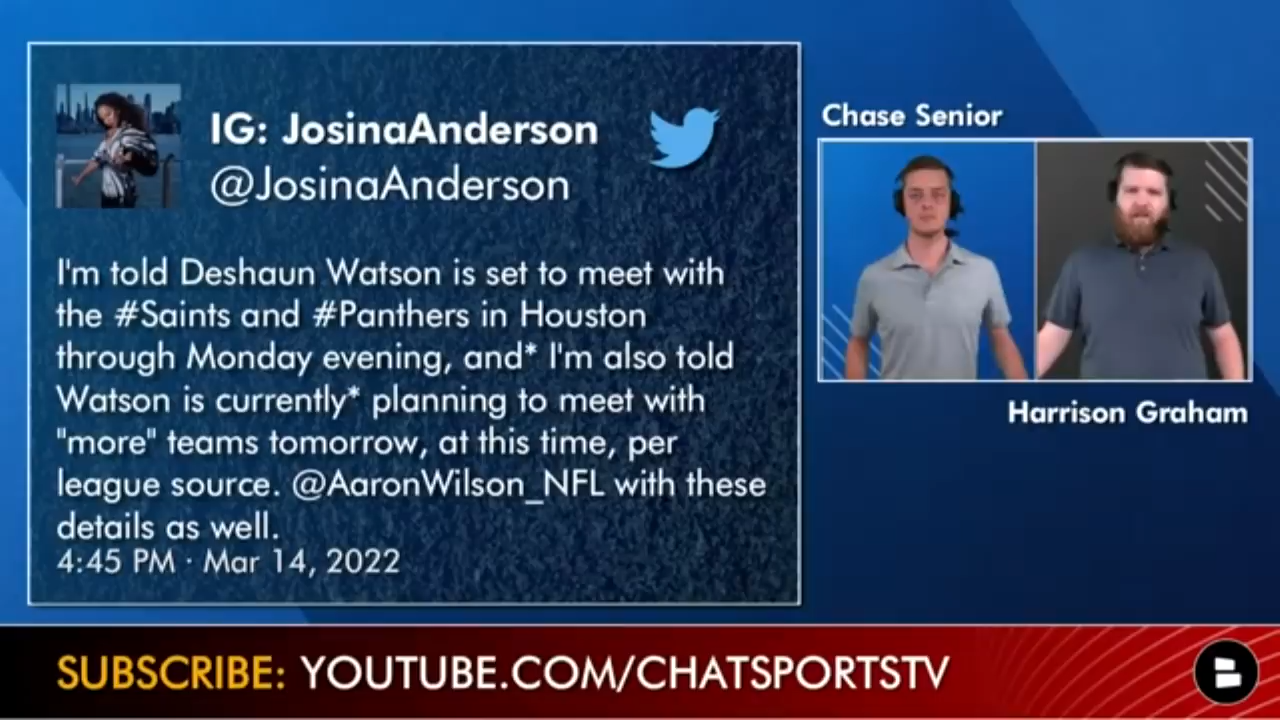 IG: JosinaAnderson
@JosinaAnderson
I'm told Deshaun Watson is set to meet with
the #Saints and #Panthers in Houston
through Monday evening, and* I'm also told
Watson is currently* planning to meet with
"more" teams tomorrow, at this time, per
league source. @AaronWilson_NFL with these
details as well.
4:45 PM · Mar 14, 2022
Chase Senior
Harrison Graham
SUBSCRIBE: YOUTUBE.COM/CHATSPORTSTV